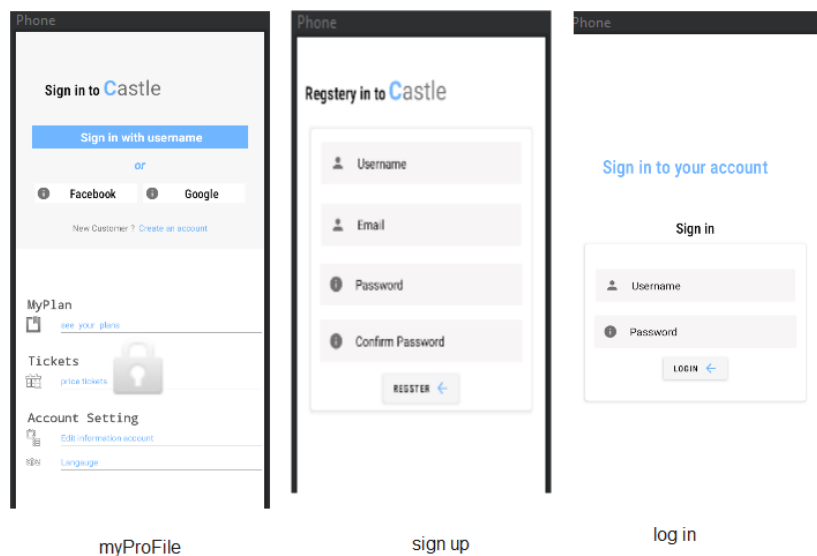 Phone
Sign in to Castle
Sign in with username
or
Facebook
Google
New Customer ? Create an account
MyPlan
see your plans
Tickets
price tickets
Account Setting
Edit information account
Langauge
myProFile
Phone
Regstery in to Castle
Username
Email
Password
Confirm Password
REGSTER
sign up
Phone
Sign in to your account
Sign in
Username
Password
LOGIN
log in